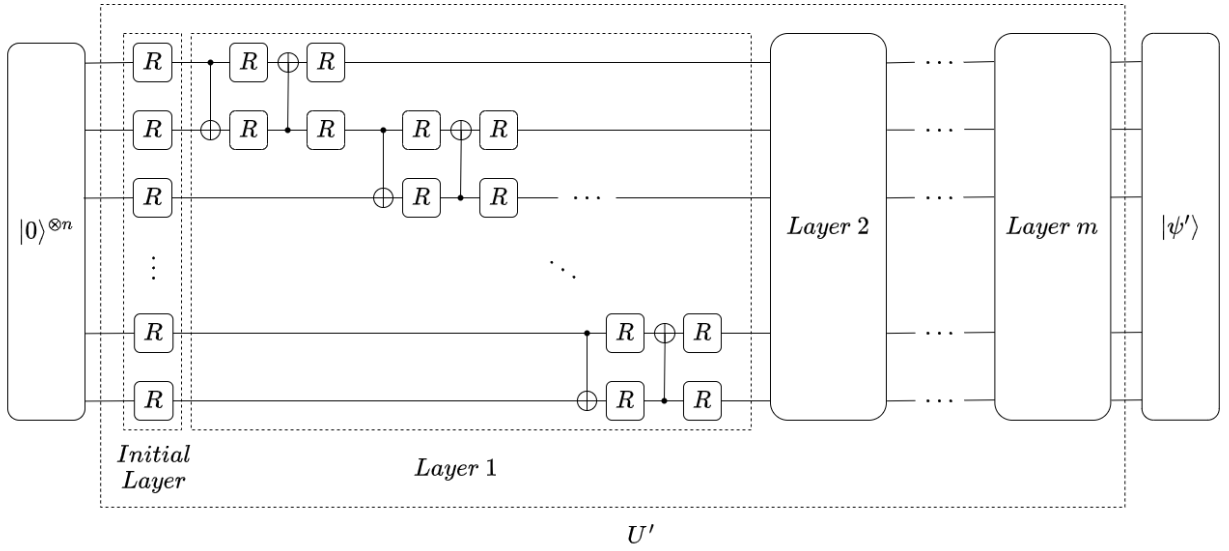 |0⟩^{⊗n}
R R R
R R R R R
R R R
⋯
⋮
⋱
R R R
R R R
Layer 2
⋯
⋯
⋯
⋯
⋯
Layer m
|ψ′⟩
Initial
Layer
Layer 1
U′